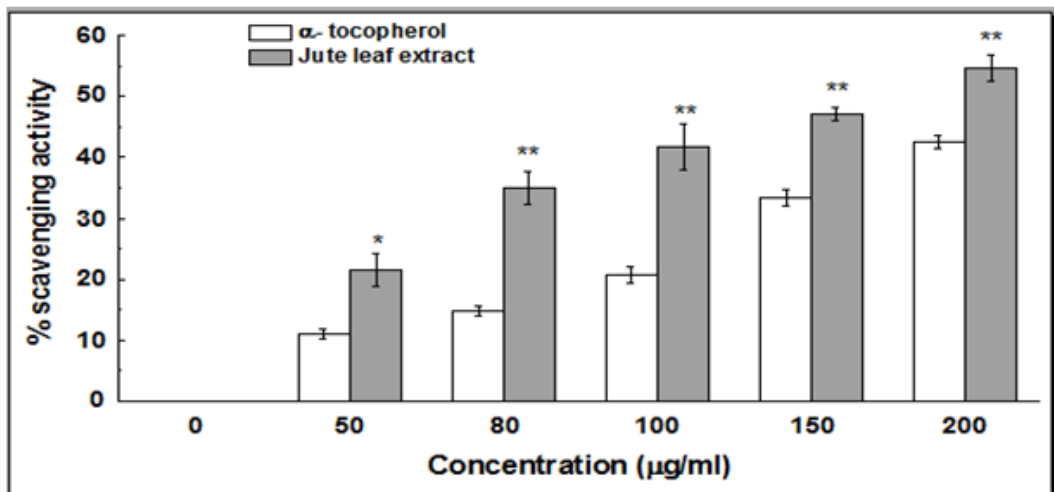 α- tocopherol
Jute leaf extract
% scavenging activity
60
50
40
30
20
10
0
*
**
**
**
**
0 50 80 100 150 200
Concentration (μg/ml)